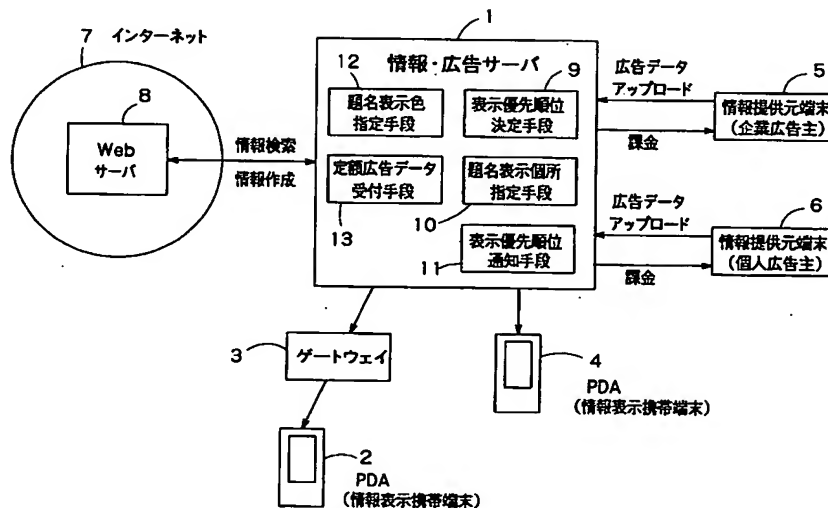 1
7 インターネット
8
Web
サーバ
情報検索
情報作成
情報・広告サーバ
12
題名表示色
指定手段
9
表示優先順位
決定手段
定額広告データ
受付手段
13
題名表示個所
指定手段
10
表示優先順位
通知手段
11
広告データ
アップロード
課金
5
情報提供元端末
(企業広告主)
広告データ
アップロード
課金
6
情報提供元端末
(個人広告主)
3
ゲートウェイ
4
PDA
(情報表示携帯端末)
2
PDA
(情報表示携帯端末)